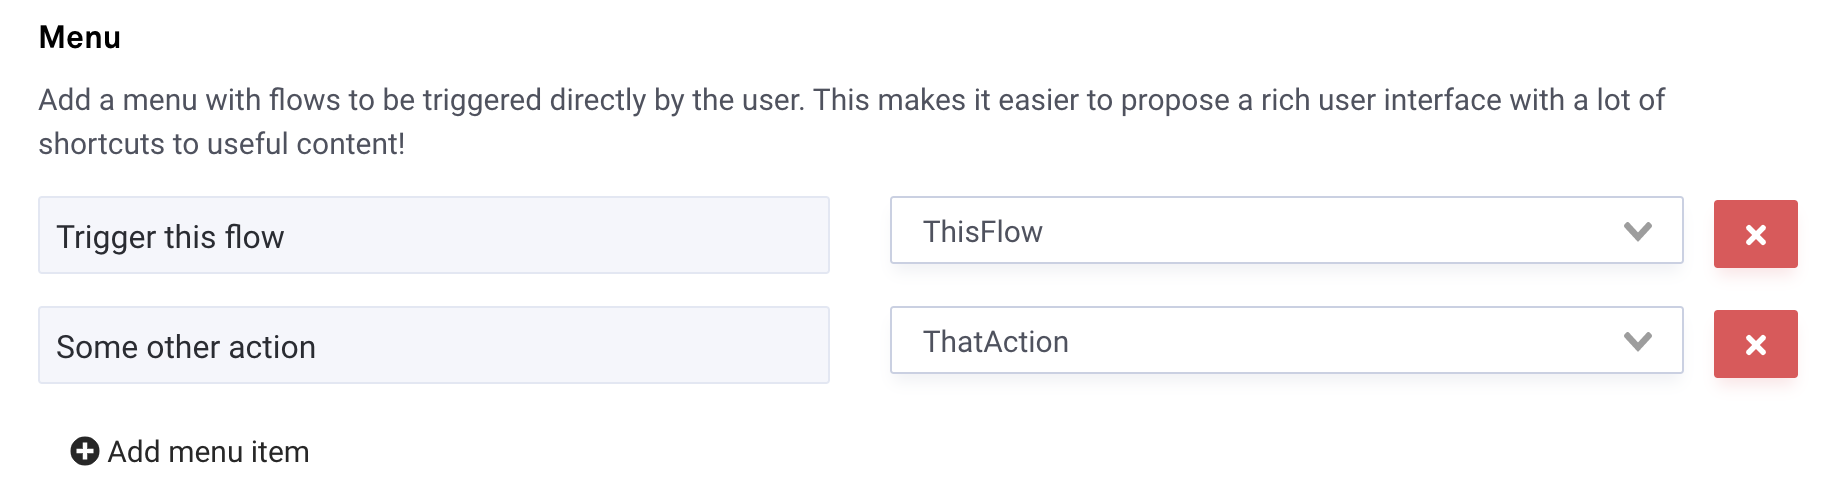 Menu
Add a menu with flows to be triggered directly by the user. This makes it easier to propose a rich user interface with a lot of
shortcuts to useful content!
Trigger this flow
ThisFlow
Some other action
ThatAction
Add menu item